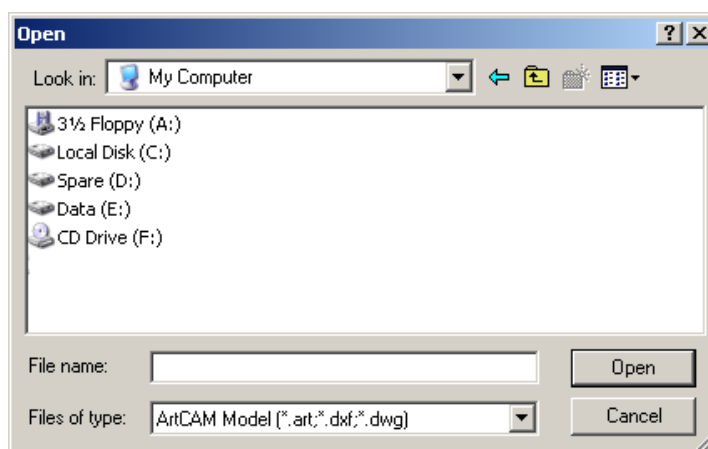 Open
Look in: My Computer
3½ Floppy (A:)
Local Disk (C:)
Spare (D:)
Data (E:)
CD Drive (F:)
File name: Open
Files of type: ArtCAM Model (*.art;*.dxf;*.dwg) Cancel